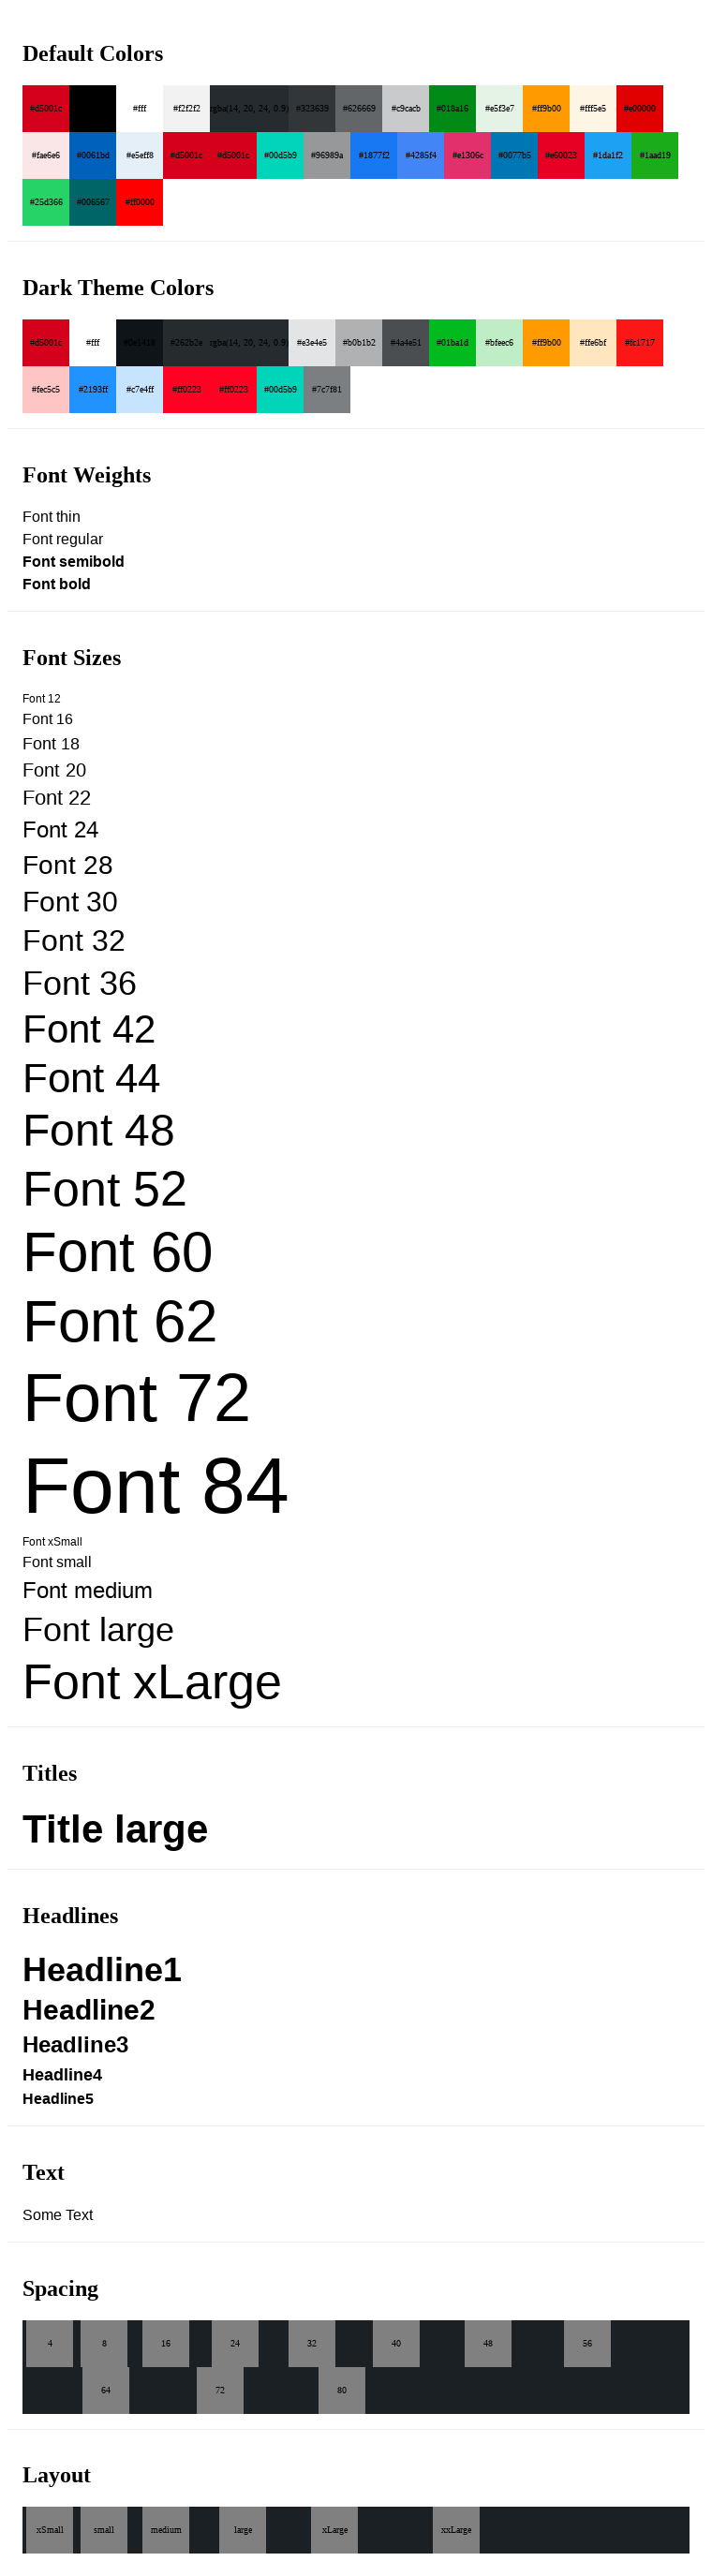 Default Colors
#d5001c #fff #f2f2f2 rgba(14, 20, 24, 0.9) #323639 #626669 #c9cacb #018a16 #e5f3e7 #ff9b00 #fff5e5 #e00000
#fae6e6 #0061bd #e5eff8 #d5001c #d5001c #00d5b9 #96989a #1877f2 #4285f4 #e1306c #0077b5 #e60023 #1da1f2 #1aad19
#25d366 #006567 #ff0000
Dark Theme Colors
#d5001c #fff #0e1418 #262b2e rgba(14, 20, 24, 0.9) #e3e4e5 #b0b1b2 #4a4e51 #01ba1d #bfeec6 #ff9b00 #ffe6bf #fc1717
#fec5c5 #2193ff #c7e4ff #ff0223 #ff0223 #00d5b9 #7c7f81
Font Weights
Font thin
Font regular
Font semibold
Font bold
Font Sizes
Font 12
Font 16
Font 18
Font 20
Font 22
Font 24
Font 28
Font 30
Font 32
Font 36
Font 42
Font 44
Font 48
Font 52
Font 60
Font 62
Font 72
Font 84
Font xSmall
Font small
Font medium
Font large
Font xLarge
Titles
Title large
Headlines
Headline1
Headline2
Headline3
Headline4
Headline5
Text
Some Text
Spacing
4 8 16 24 32 40 48 56
64 72 80
Layout
xSmall small medium large xLarge xxLarge